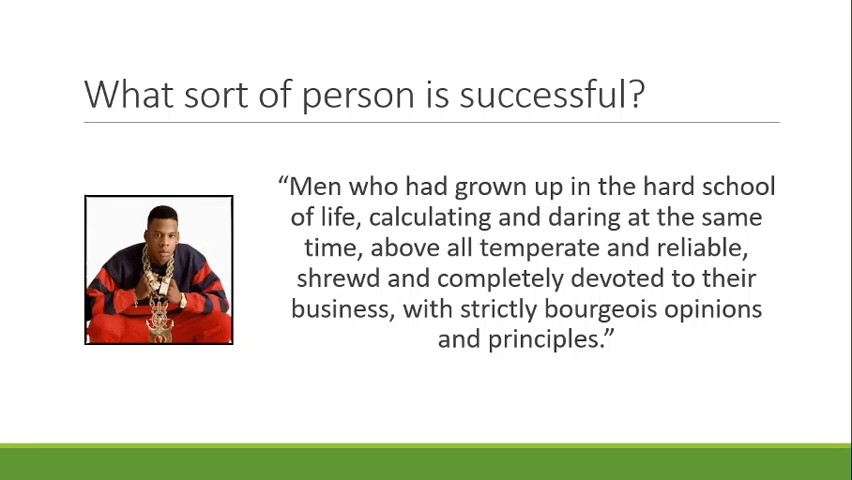 What sort of person is successful?
“Men who had grown up in the hard school
of life, calculating and daring at the same
time, above all temperate and reliable,
shrewd and completely devoted to their
business, with strictly bourgeois opinions
and principles.”